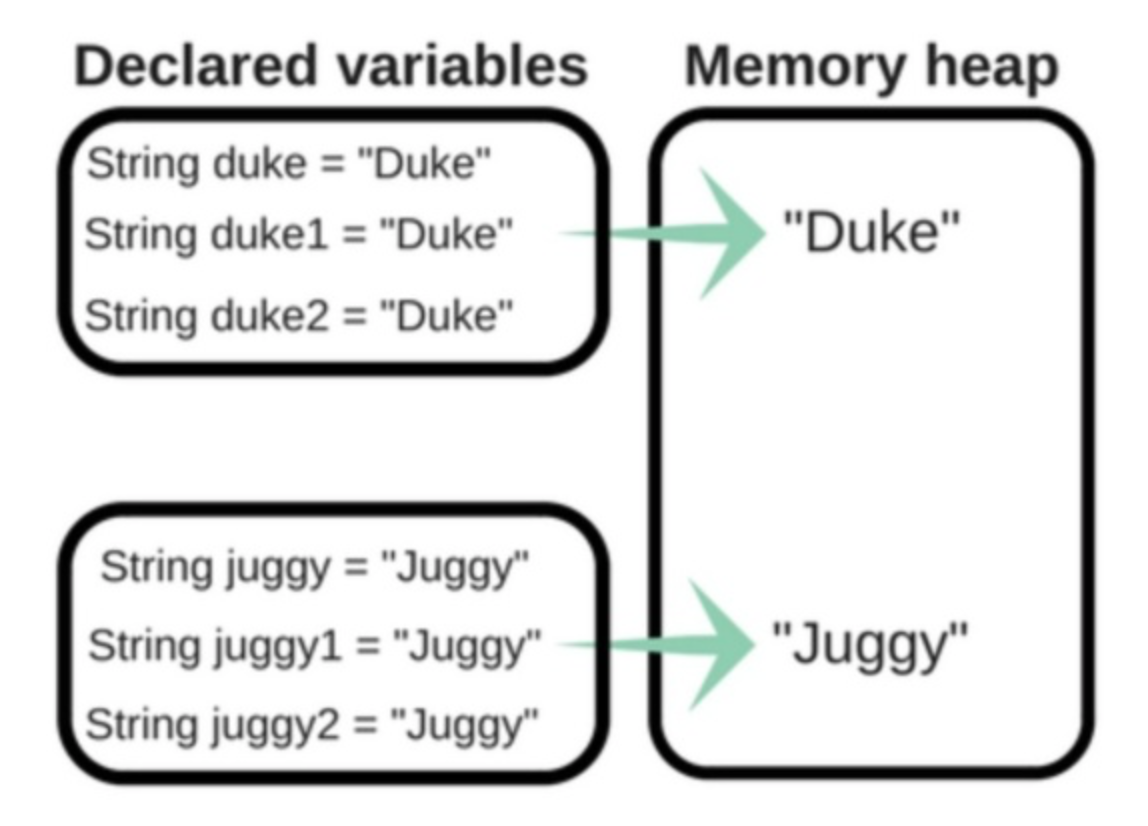 Declared variables
String duke = "Duke"
String duke1 = "Duke"
String duke2 = "Duke"
String juggy = "Juggy"
String juggy1 = "Juggy"
String juggy2 = "Juggy"
Memory heap
"Duke"
"Juggy"